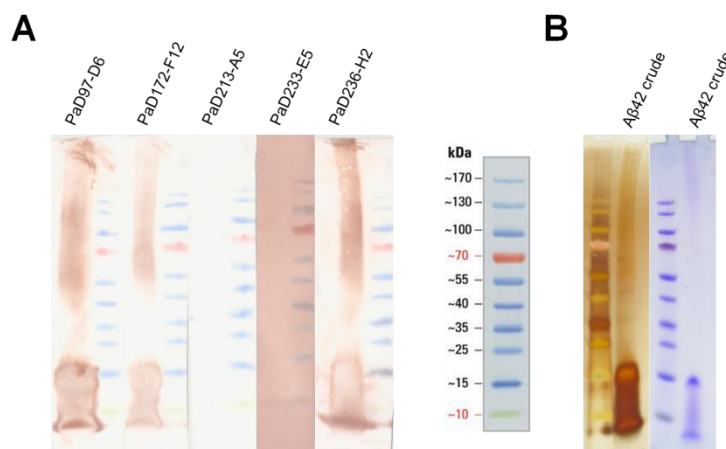 A
PaD97-D6
PaD172-F12
PaD213-A5
PaD233-E5
PaD236-H2
kDa
~170
~130
~100
~70
~55
~40
~35
~25
~15
~10
B
Aβ42 crude
Aβ42 crude